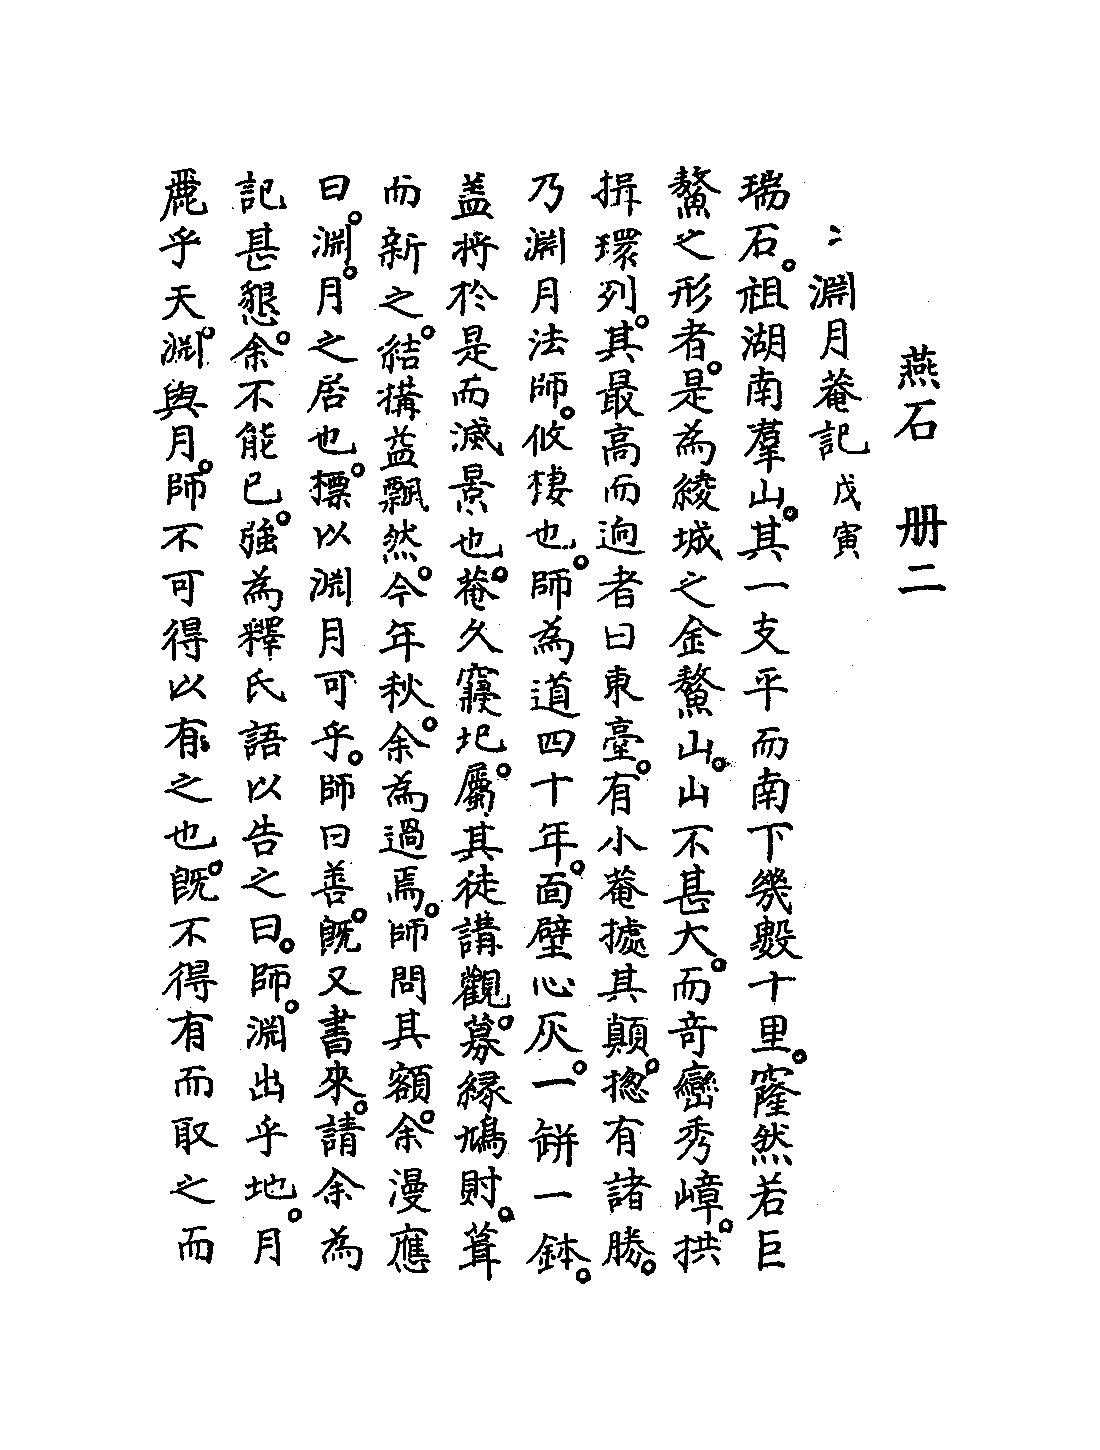 燕石 册二
〻淵月菴記 戊寅
瑞石。祖湖南羣山。其一支平而南下幾數十里。窿然若巨
鰲之形者。是為綾城之金鰲山。山不甚大。而奇巒秀嶂。拱
揖環列。其最高而逈者曰東臺。有小菴據其顛。揔有諸勝。
乃淵月法師。攸棲也。師為道四十年。面壁心灰。一缾一鉢。
盖將於是而滅景也。菴久寢圮。屬其徒講觀。募緣鳩財。葺
而新之。結搆益飄然。今年秋。余為過焉。師問其額。余漫應
曰。淵。月之居也。標以淵月可乎。師曰善。既又書來。請余為
記甚懇。余不能已。強為釋氏語以告之曰。師。淵出乎地。月
麗乎天。淵與月。師不可得以有之也。既不得有而取之而